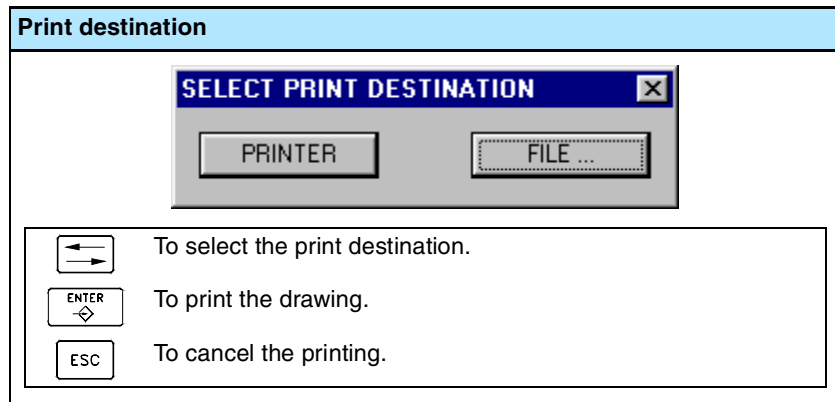 Print destination
SELECT PRINT DESTINATION
PRINTER
FILE ...
To select the print destination.
ENTER To print the drawing.
ESC To cancel the printing.